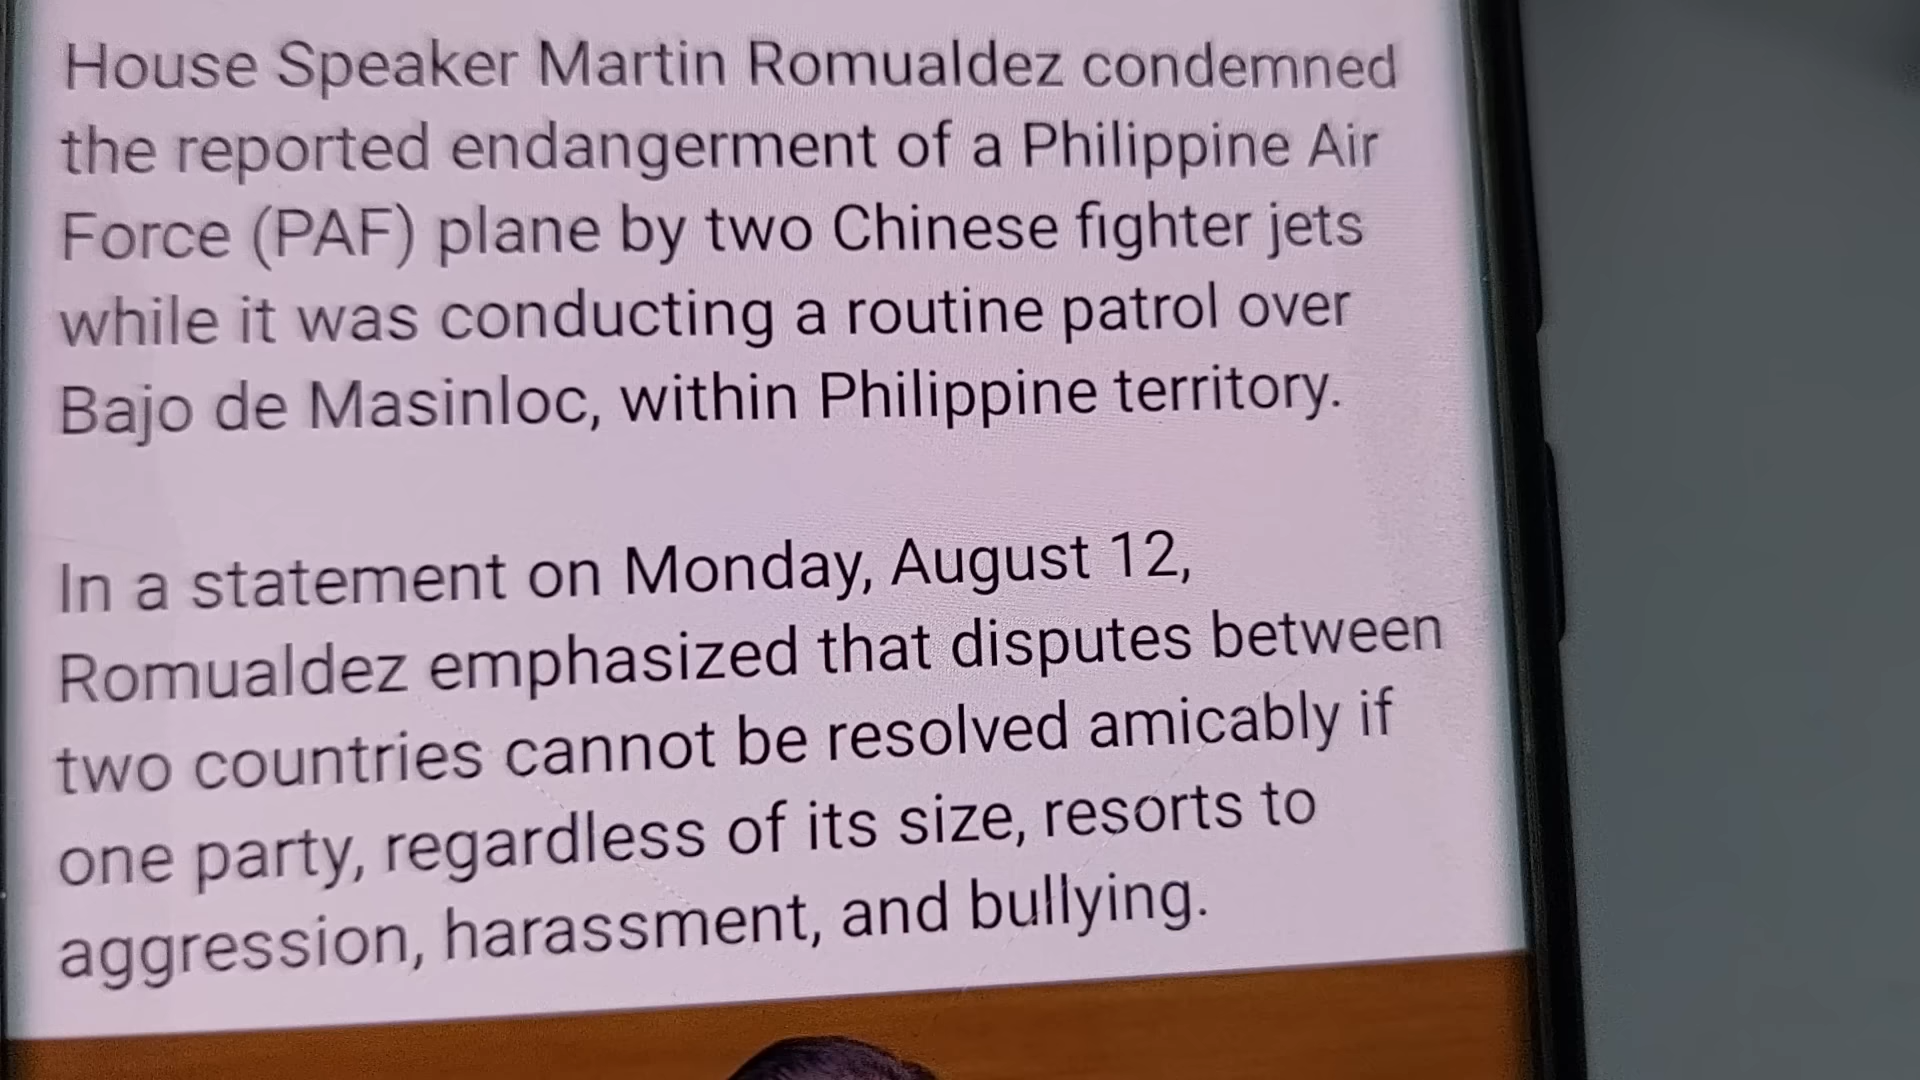 House Speaker Martin Romualdez condemned
the reported endangerment of a Philippine Air
Force (PAF) plane by two Chinese fighter jets
while it was conducting a routine patrol over
Bajo de Masinloc, within Philippine territory.
In a statement on Monday, August 12,
Romualdez emphasized that disputes between
two countries cannot be resolved amicably if
one party, regardless of its size, resorts to
aggression, harassment, and bullying.